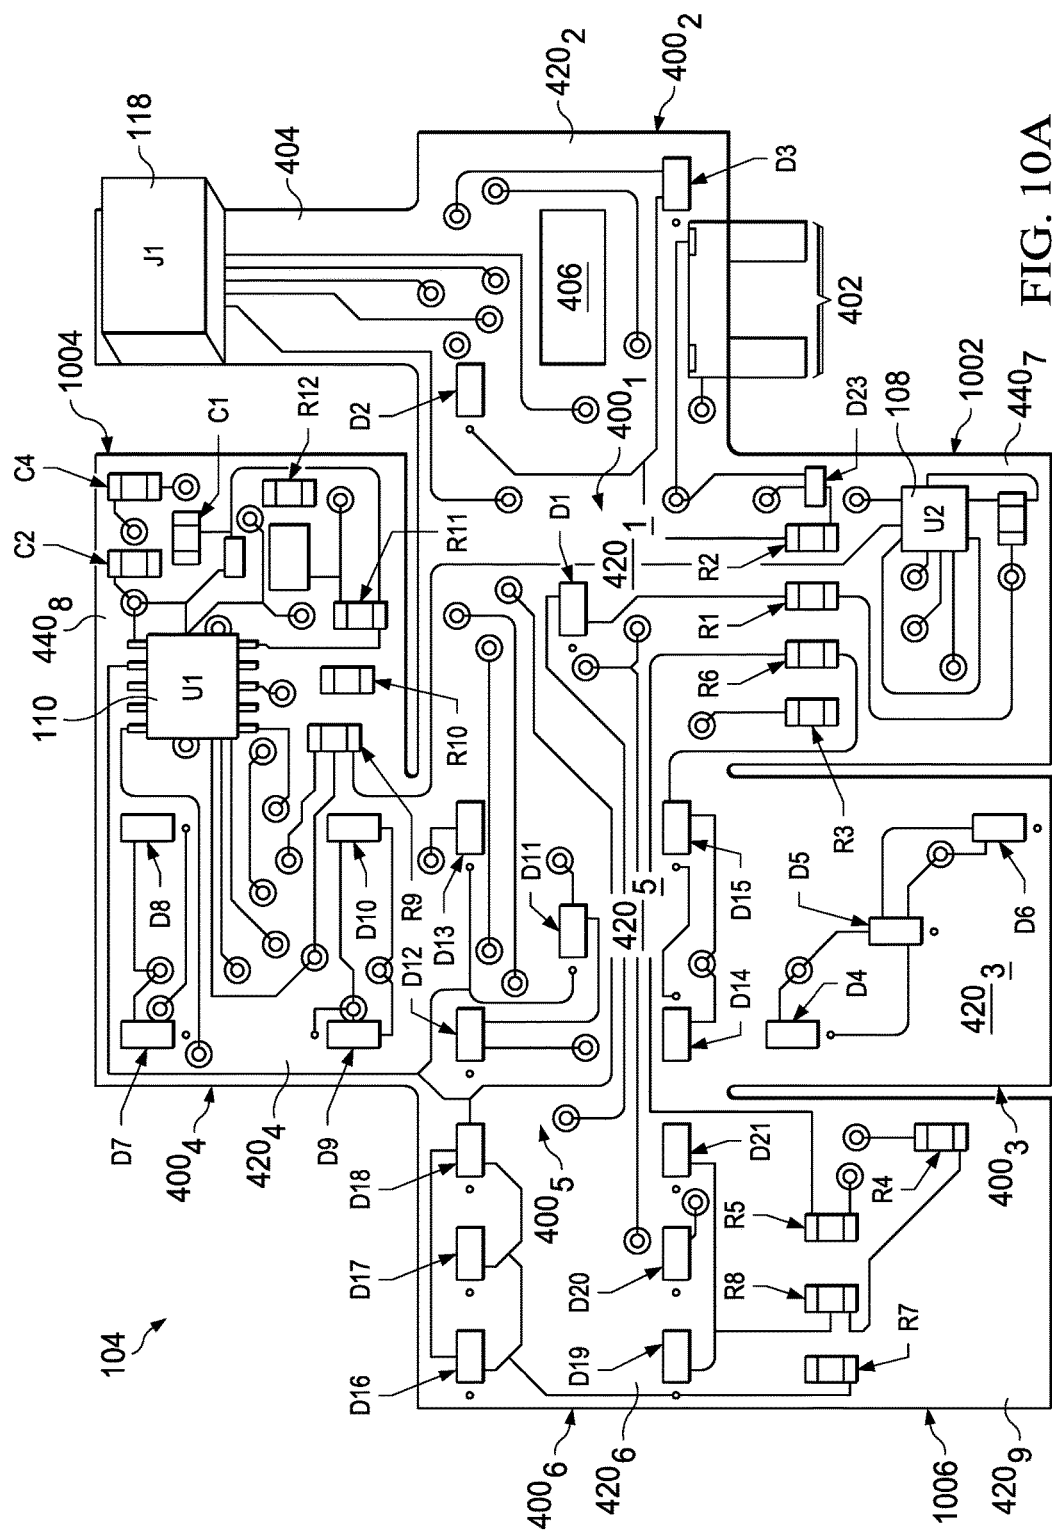 104
D7
400₄
420₄
D9
D8
D10
R9
110
U1
440₈
C2
C4
C1
R12
R11
R10
1004
J1
118
404
420₂
400₂
D2
406
D3
402
D16
D17
D18
D12
D13
D11
D1
400₁
420₁
400₅
420₅
D19
D20
D21
D14
D15
R3
R6
R1
R2
D23
108
U2
1002
440₇
400₆
420₆
R8
R5
R7
R4
D4
D5
D6
420₃
400₃
1006
420₉
FIG. 10A